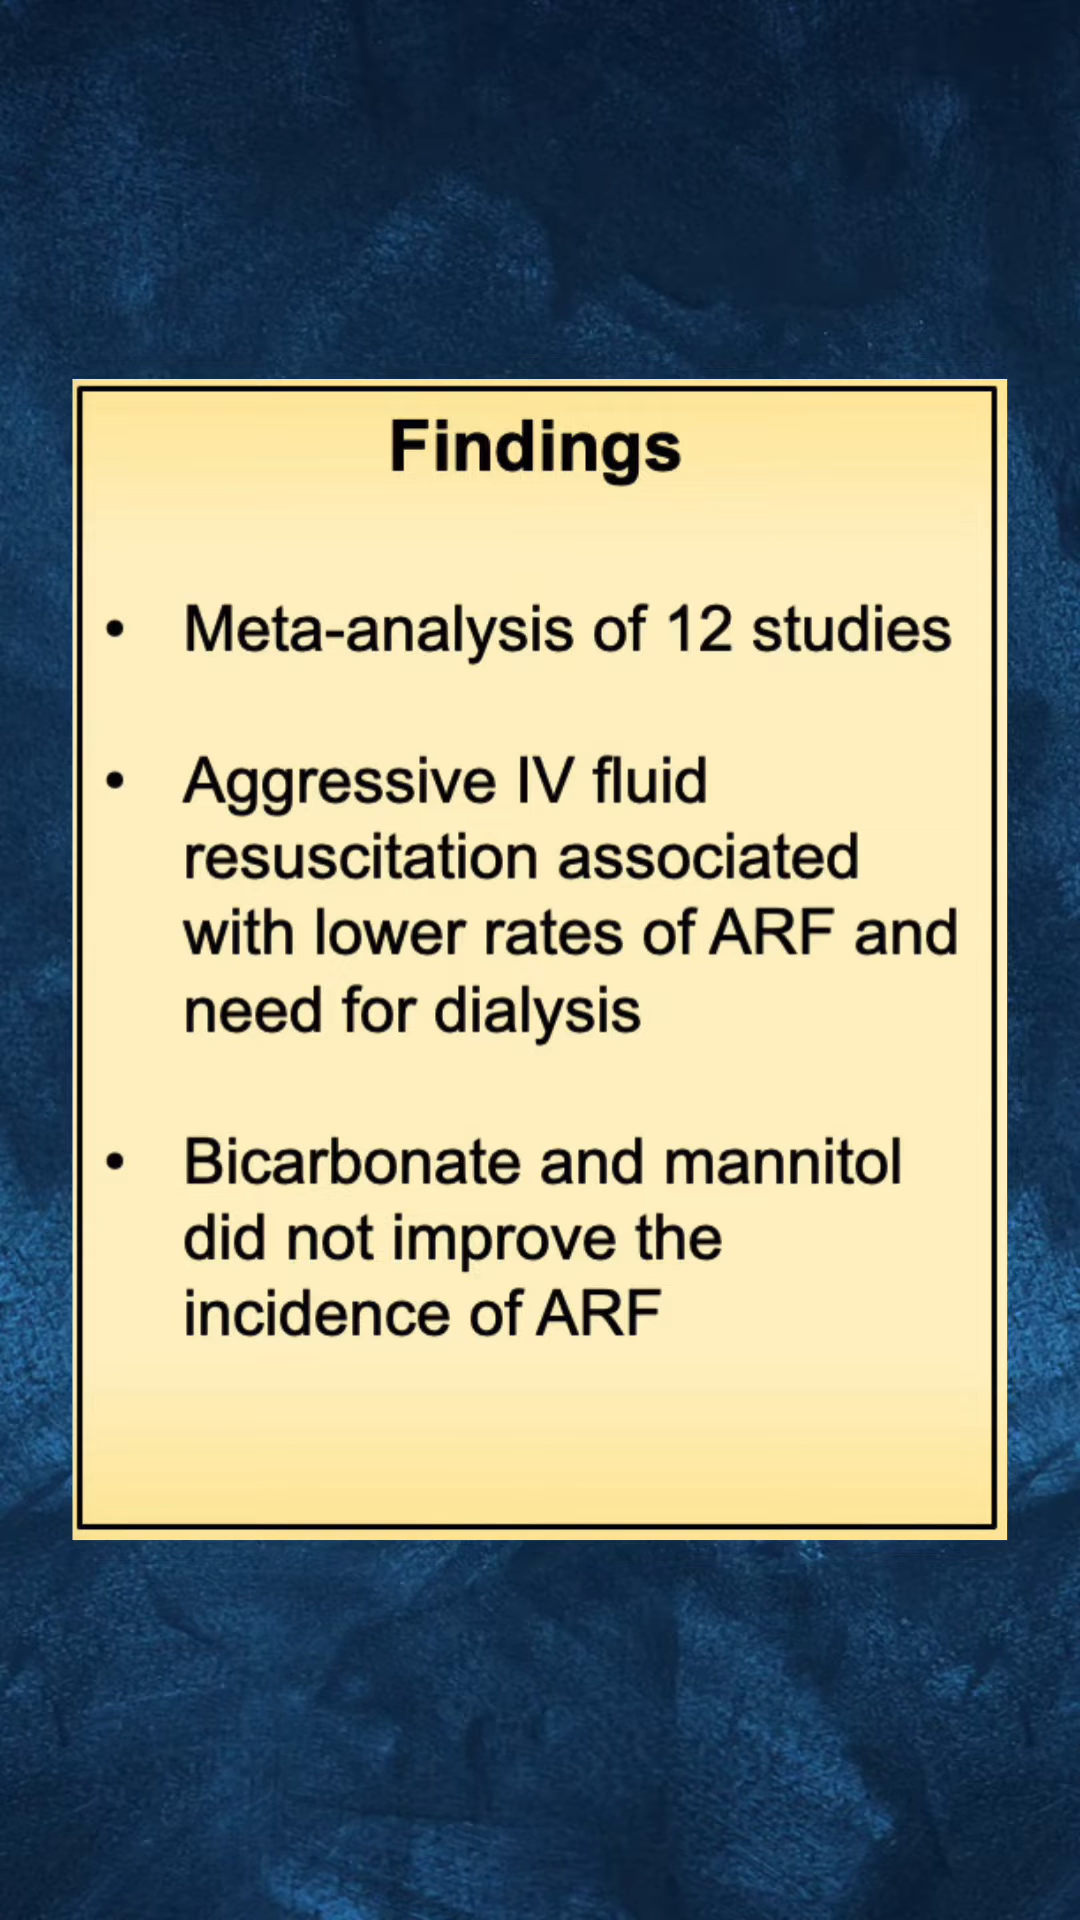 Findings
• Meta-analysis of 12 studies
• Aggressive IV fluid
resuscitation associated
with lower rates of ARF and
need for dialysis
• Bicarbonate and mannitol
did not improve the
incidence of ARF